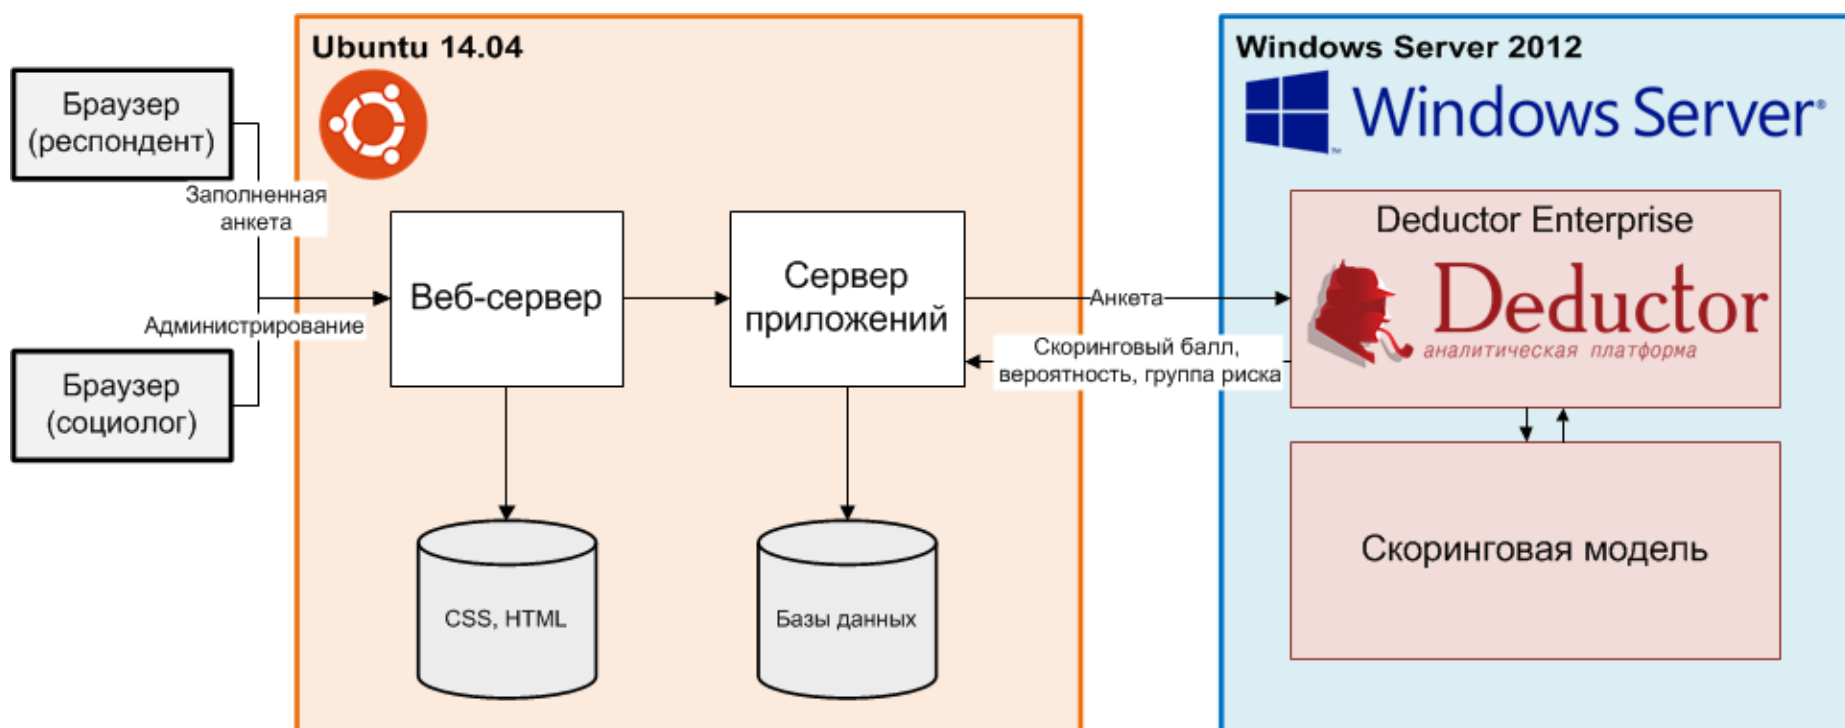 Ubuntu 14.04
Windows Server 2012
Windows Server®
™
Браузер
(респондент)
Заполненная
анкета
Администрирование
Браузер
(социолог)
Веб-сервер
Сервер
приложений
CSS, HTML
Базы данных
Анкета
Скоринговый балл,
вероятность, группа риска
Deductor Enterprise
Deductor
аналитическая платформа
Скоринговая модель